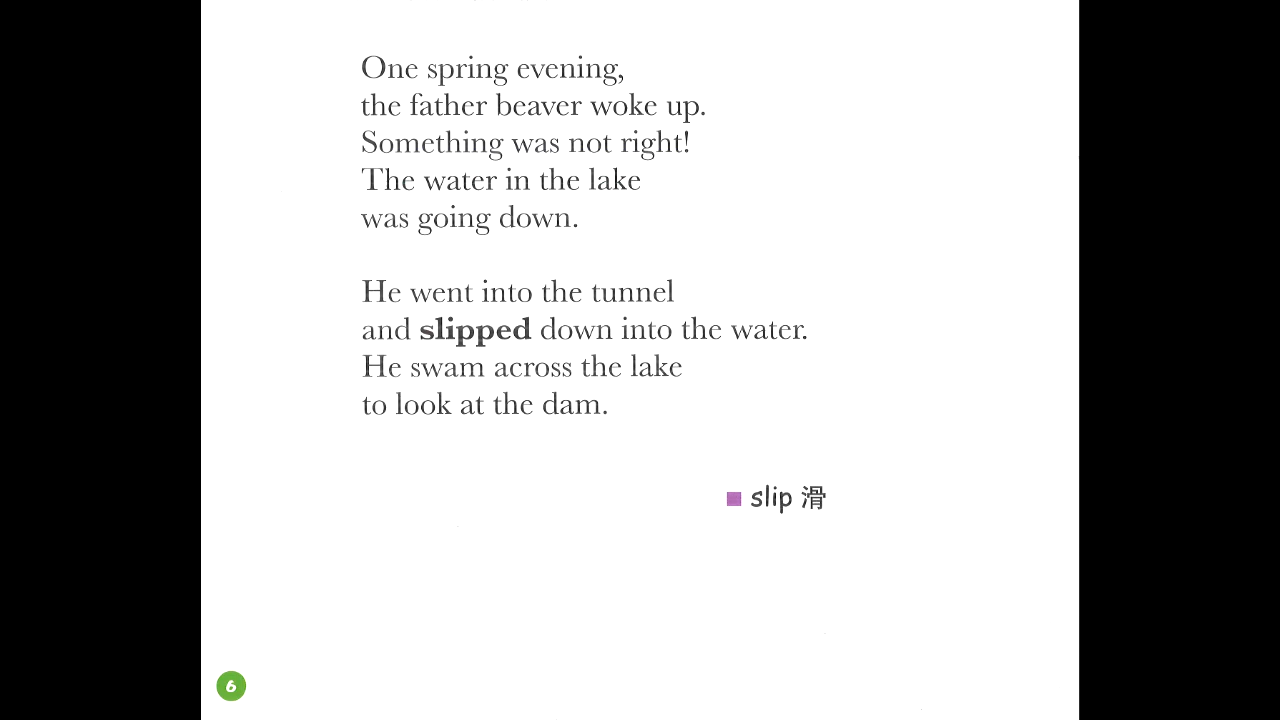 One spring evening,
the father beaver woke up.
Something was not right!
The water in the lake
was going down.
He went into the tunnel
and slipped down into the water.
He swam across the lake
to look at the dam.
slip 滑
6